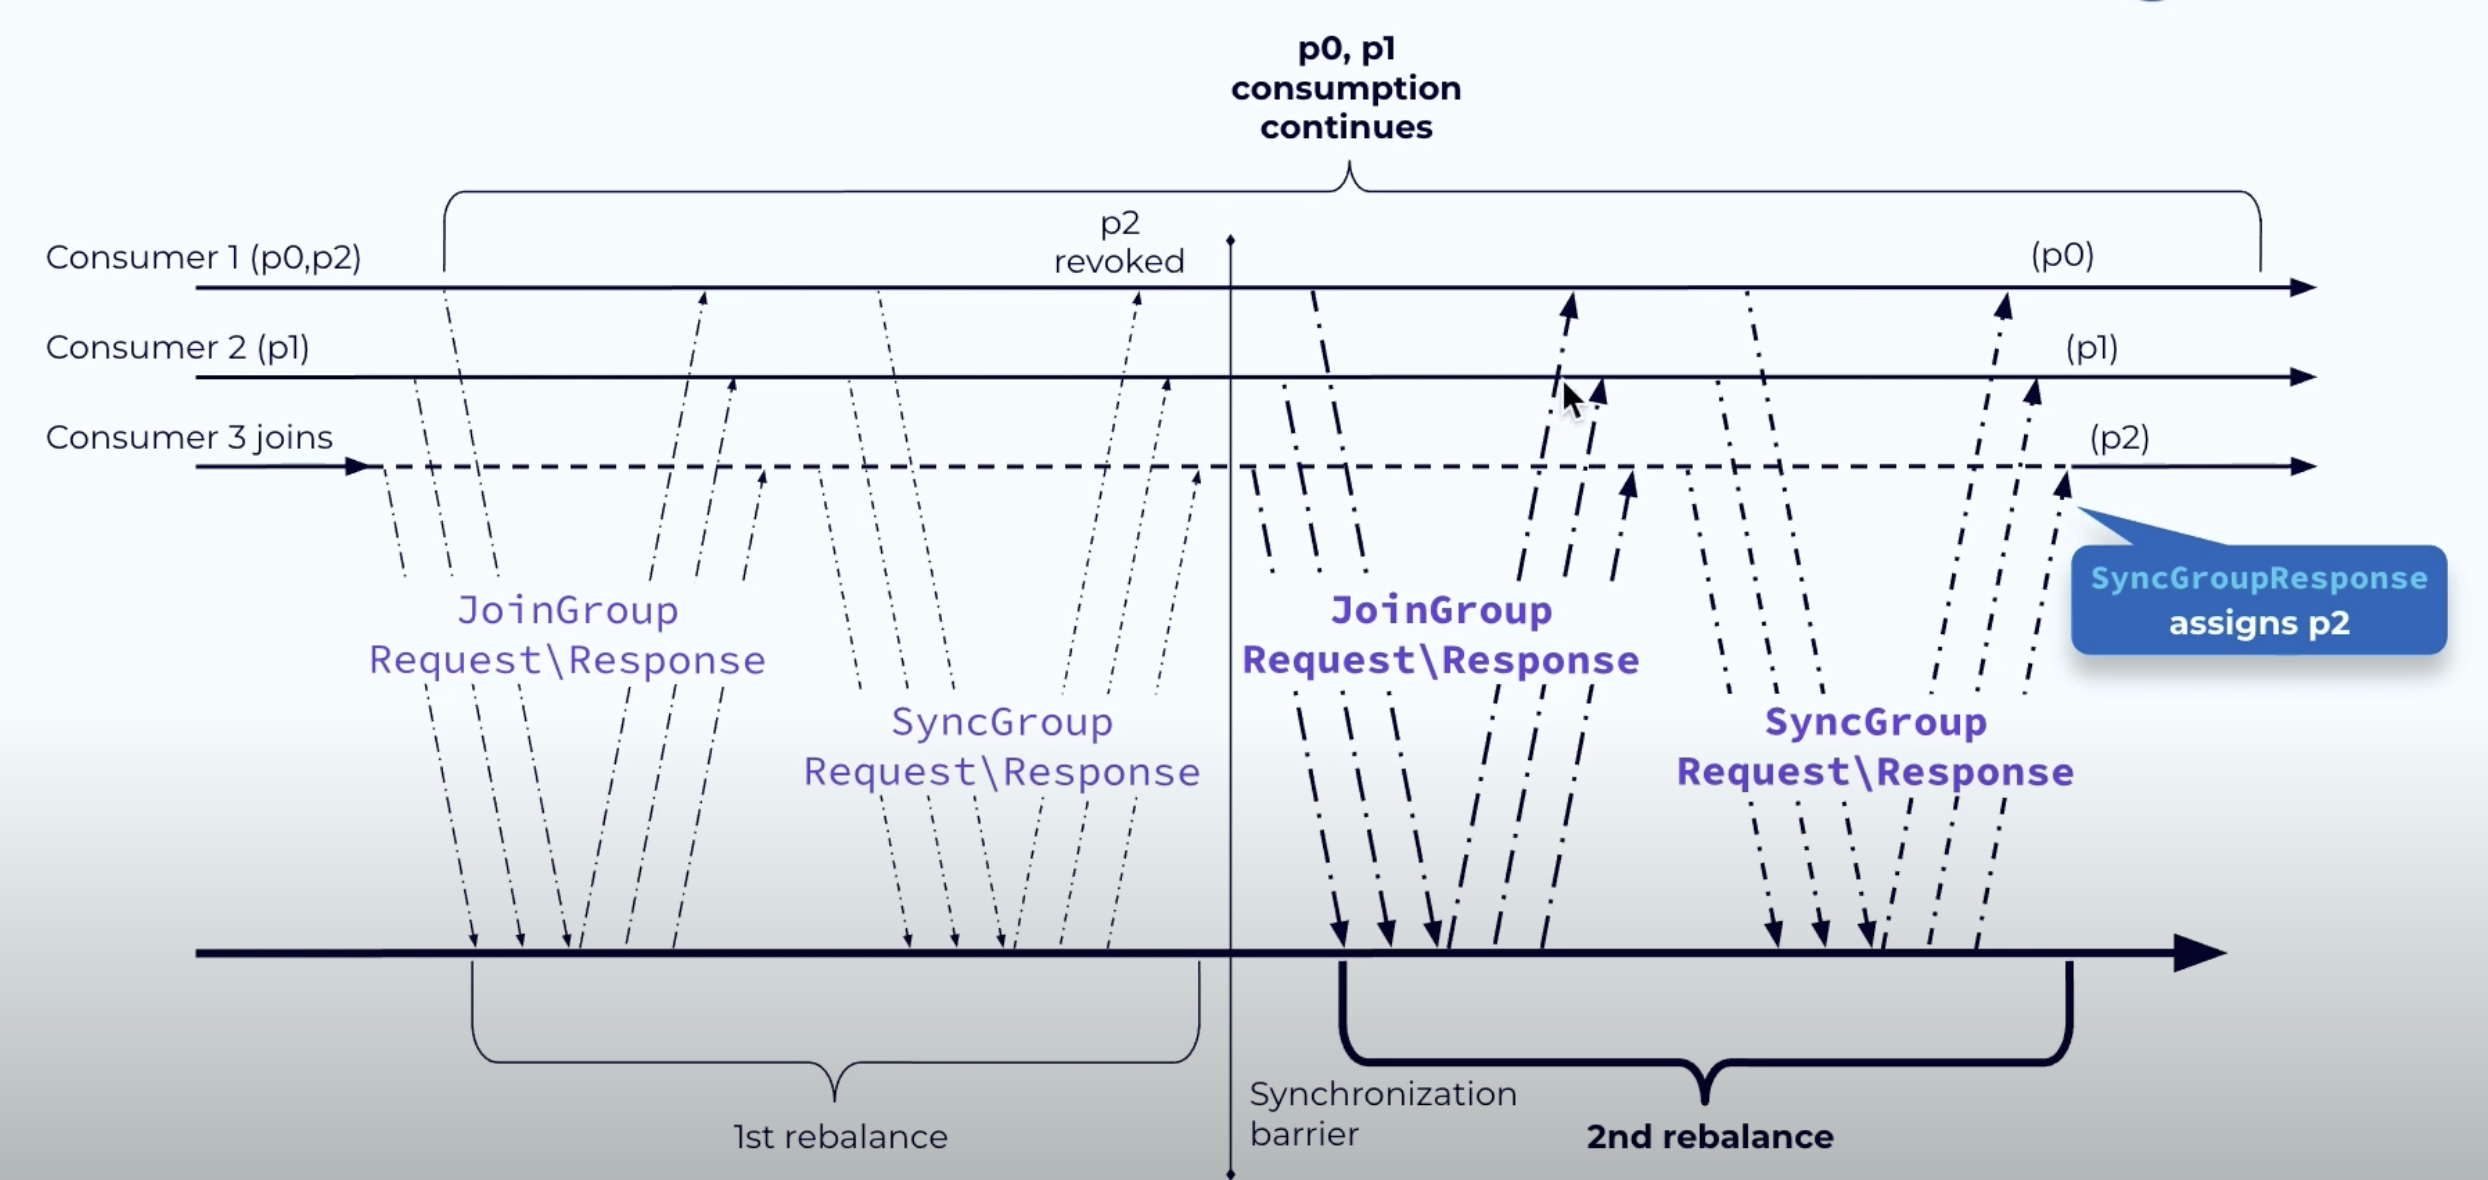 p0, p1
consumption
continues
p2
revoked
Consumer 1 (p0,p2)
(p0)
Consumer 2 (p1)
(p1)
Consumer 3 joins
(p2)
JoinGroup
Request\Response
SyncGroup
Request\Response
JoinGroup
Request\Response
SyncGroup
Request\Response
SyncGroupResponse
assigns p2
1st rebalance
Synchronization
barrier
2nd rebalance